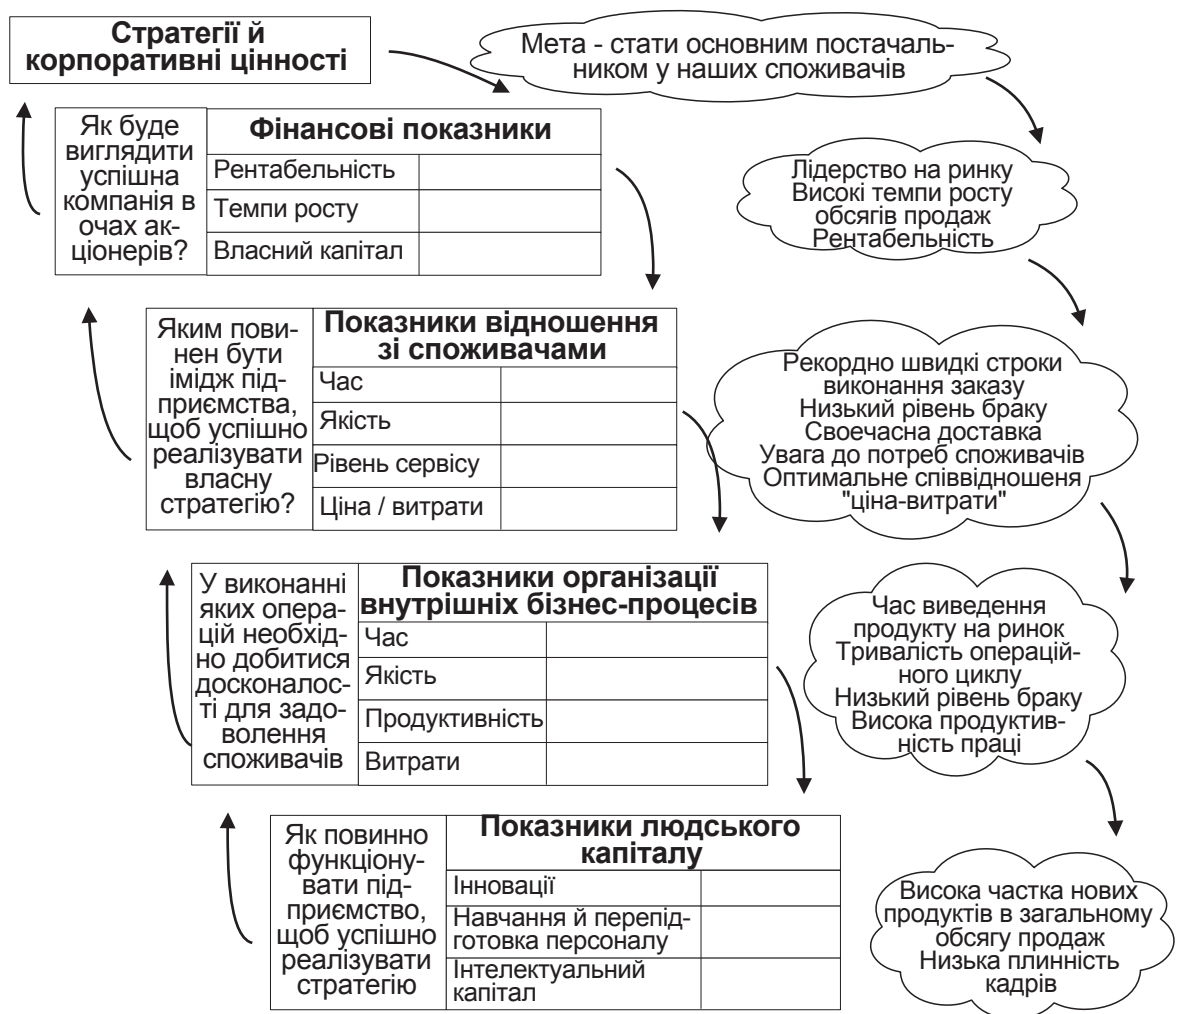 Стратегії й
корпоративні цінності
Мета - стати основним постачаль-
ником у наших споживачів
Як буде
виглядити
успішна
компанія в
очах ак-
ціонерів?
Фінансові показники
Рентабельність
Темпи росту
Власний капітал
Лідерство на ринку
Високі темпи росту
обсягів продаж
Рентабельність
Яким пови-
нен бути
імідж під-
приємства,
щоб успішно
реалізувати
власну
стратегію?
Показники відношення
зі споживачами
Час
Якість
Рівень сервісу
Ціна / витрати
Рекордно швидкі строки
виконання заказу
Низький рівень браку
Своечасна доставка
Увага до потреб споживачів
Оптимальне співвідношеня
"ціна-витрати"
У виконанні
яких опера-
цій необхід-
но добитися
досконалос-
ті для задо-
волення
споживачів
Показники організації
внутрішніх бізнес-процесів
Час
Якість
Продуктивність
Витрати
Час виведення
продукту на ринок
Тривалість операцій-
ного циклу
Низький рівень браку
Висока продуктив-
ність праці
Як повинно
функціону-
вати під-
приємство,
щоб успішно
реалізувати
стратегію
Показники людського
капіталу
Інновації
Навчання й перепід-
готовка персоналу
Інтелектуальний
капітал
Висока частка нових
продуктів в загальному
обсягу продаж
Низька плинність
кадрів